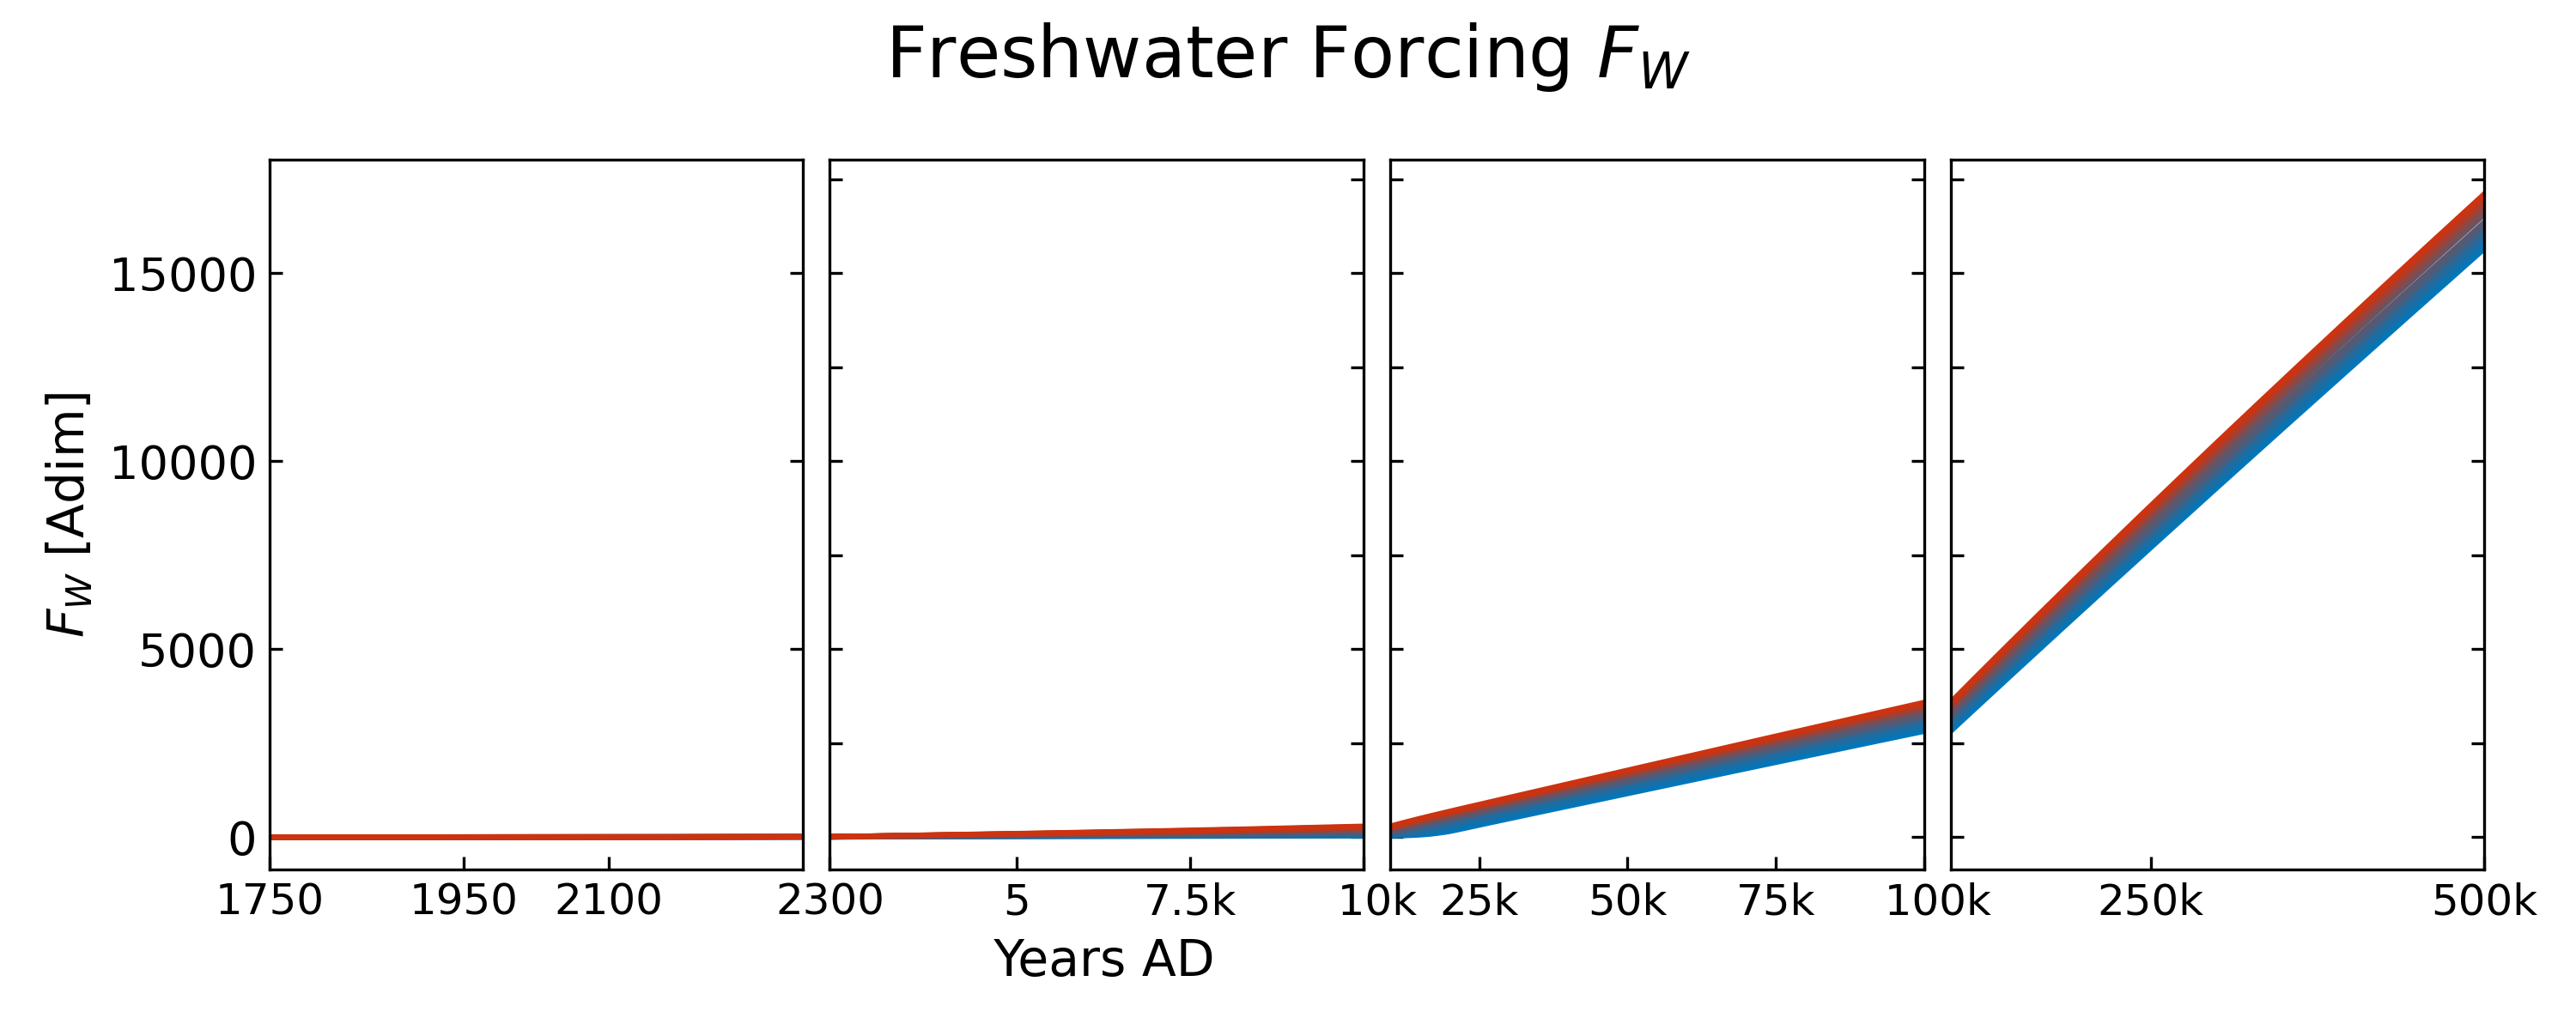 Freshwater Forcing F_W
F_W [Adim]
15000
10000
5000
0
1750 1950 2100 2300 5 7.5k 10k 25k 50k 75k 100k 250k 500k
Years AD